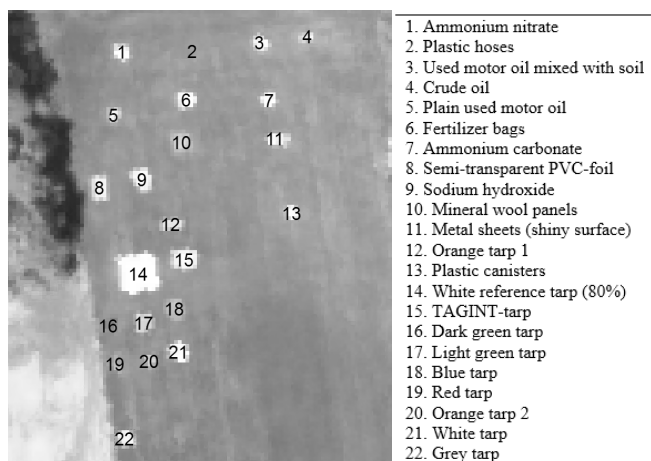 1
2
3
4
5
6
7
8
9
10
11
12
13
14
15
16
17
18
19
20
21
22
1. Ammonium nitrate
2. Plastic hoses
3. Used motor oil mixed with soil
4. Crude oil
5. Plain used motor oil
6. Fertilizer bags
7. Ammonium carbonate
8. Semi-transparent PVC-foil
9. Sodium hydroxide
10. Mineral wool panels
11. Metal sheets (shiny surface)
12. Orange tarp 1
13. Plastic canisters
14. White reference tarp (80%)
15. TAGINT-tarp
16. Dark green tarp
17. Light green tarp
18. Blue tarp
19. Red tarp
20. Orange tarp 2
21. White tarp
22. Grey tarp